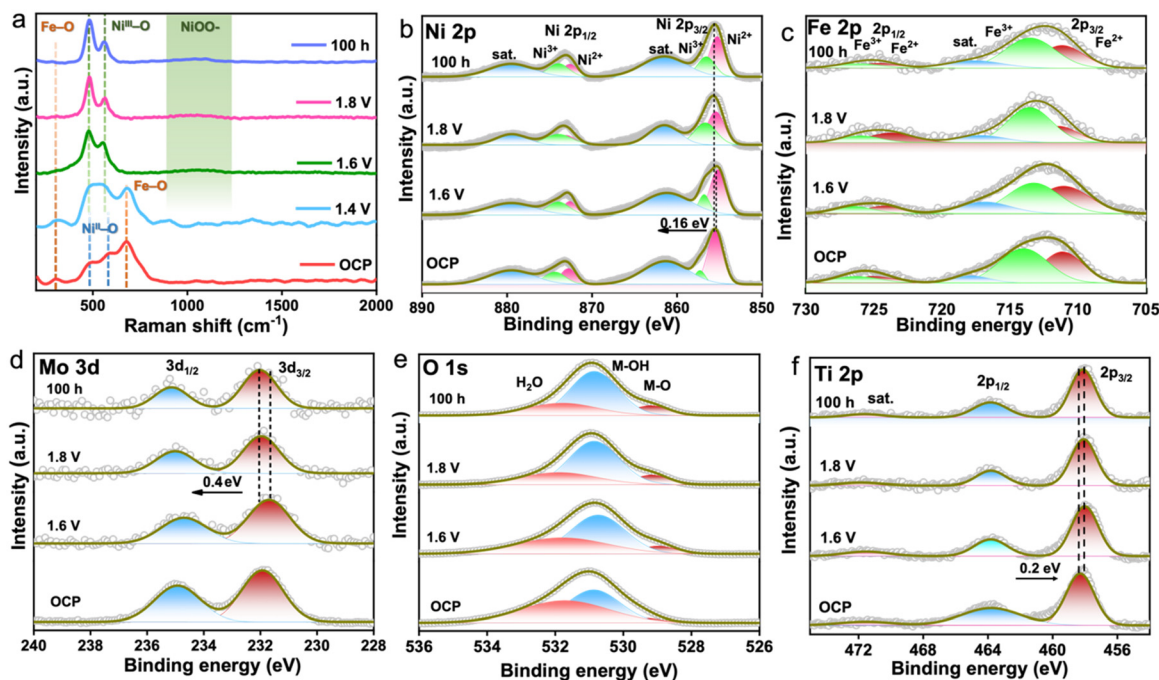 a
Fe–O
Niᴵᴵᴵ–O
NiOO-
100 h
1.8 V
1.6 V
Fe–O
1.4 V
Niᴵᴵ–O
OCP
Intensity (a.u.)
500 1000 1500 2000
Raman shift (cm⁻¹)
b
Ni 2p
Ni 2p₃/₂
sat. Ni³⁺ Ni²⁺
Ni 2p₁/₂
sat. Ni³⁺ Ni²⁺
100 h
1.8 V
1.6 V
0.16 eV
OCP
Intensity (a.u.)
890 880 870 860 850
Binding energy (eV)
c
Fe 2p
2p₁/₂
Fe³⁺ Fe²⁺
sat.
Fe³⁺
2p₃/₂
Fe²⁺
100 h
1.8 V
1.6 V
OCP
Intensity (a.u.)
730 725 720 715 710 705
Binding energy (eV)
d
Mo 3d
3d₁/₂
3d₃/₂
100 h
1.8 V
0.4 eV
1.6 V
OCP
Intensity (a.u.)
240 238 236 234 232 230 228
Binding energy (eV)
e
O 1s
H₂O
M-OH
M-O
100 h
1.8 V
1.6 V
OCP
Intensity (a.u.)
536 534 532 530 528 526
Binding energy (eV)
f
Ti 2p
sat.
2p₁/₂
2p₃/₂
100 h
1.8 V
1.6 V
0.2 eV
OCP
Intensity (a.u.)
472 468 464 460 456
Binding energy (eV)